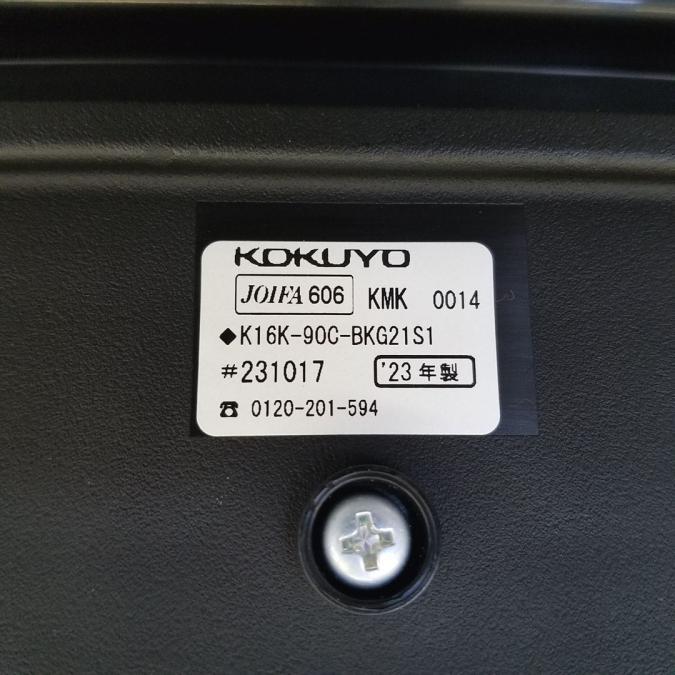 KOKUYO
JOIFA 606 KMK 0014
◆K16K-90C-BKG21S1
#231017 '23年製
☎ 0120-201-594